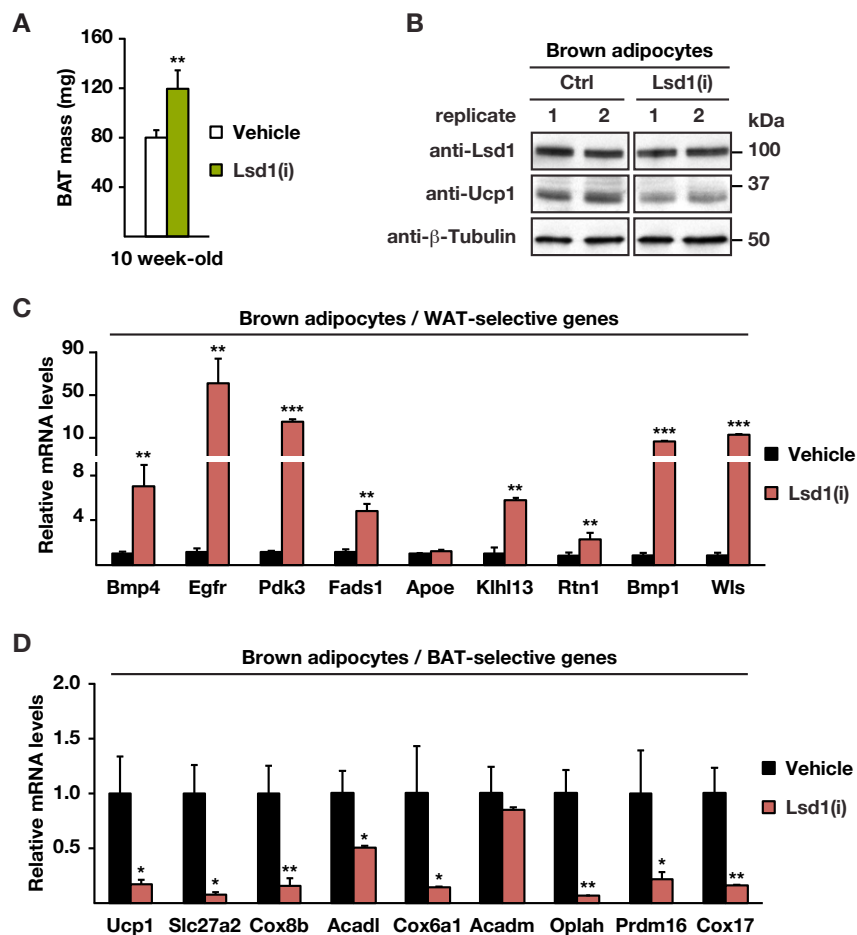 A
160
120
80
40
BAT mass (mg)
**
10 week-old
Vehicle
Lsd1(i)
B
Brown adipocytes
Ctrl
Lsd1(i)
replicate 1 2 1 2 kDa
anti-Lsd1 100
anti-Ucp1 37
anti-β-Tubulin 50
C
Brown adipocytes / WAT-selective genes
Relative mRNA levels
90
50
10
8
4
** ** *** ** ** ** *** ***
Vehicle
Lsd1(i)
Bmp4 Egfr Pdk3 Fads1 Apoe Klhl13 Rtn1 Bmp1 Wls
D
Brown adipocytes / BAT-selective genes
Relative mRNA levels
2.0
1.5
1.0
0.5
* * ** * * ** * **
Vehicle
Lsd1(i)
Ucp1 Slc27a2 Cox8b Acadl Cox6a1 Acadm Oplah Prdm16 Cox17